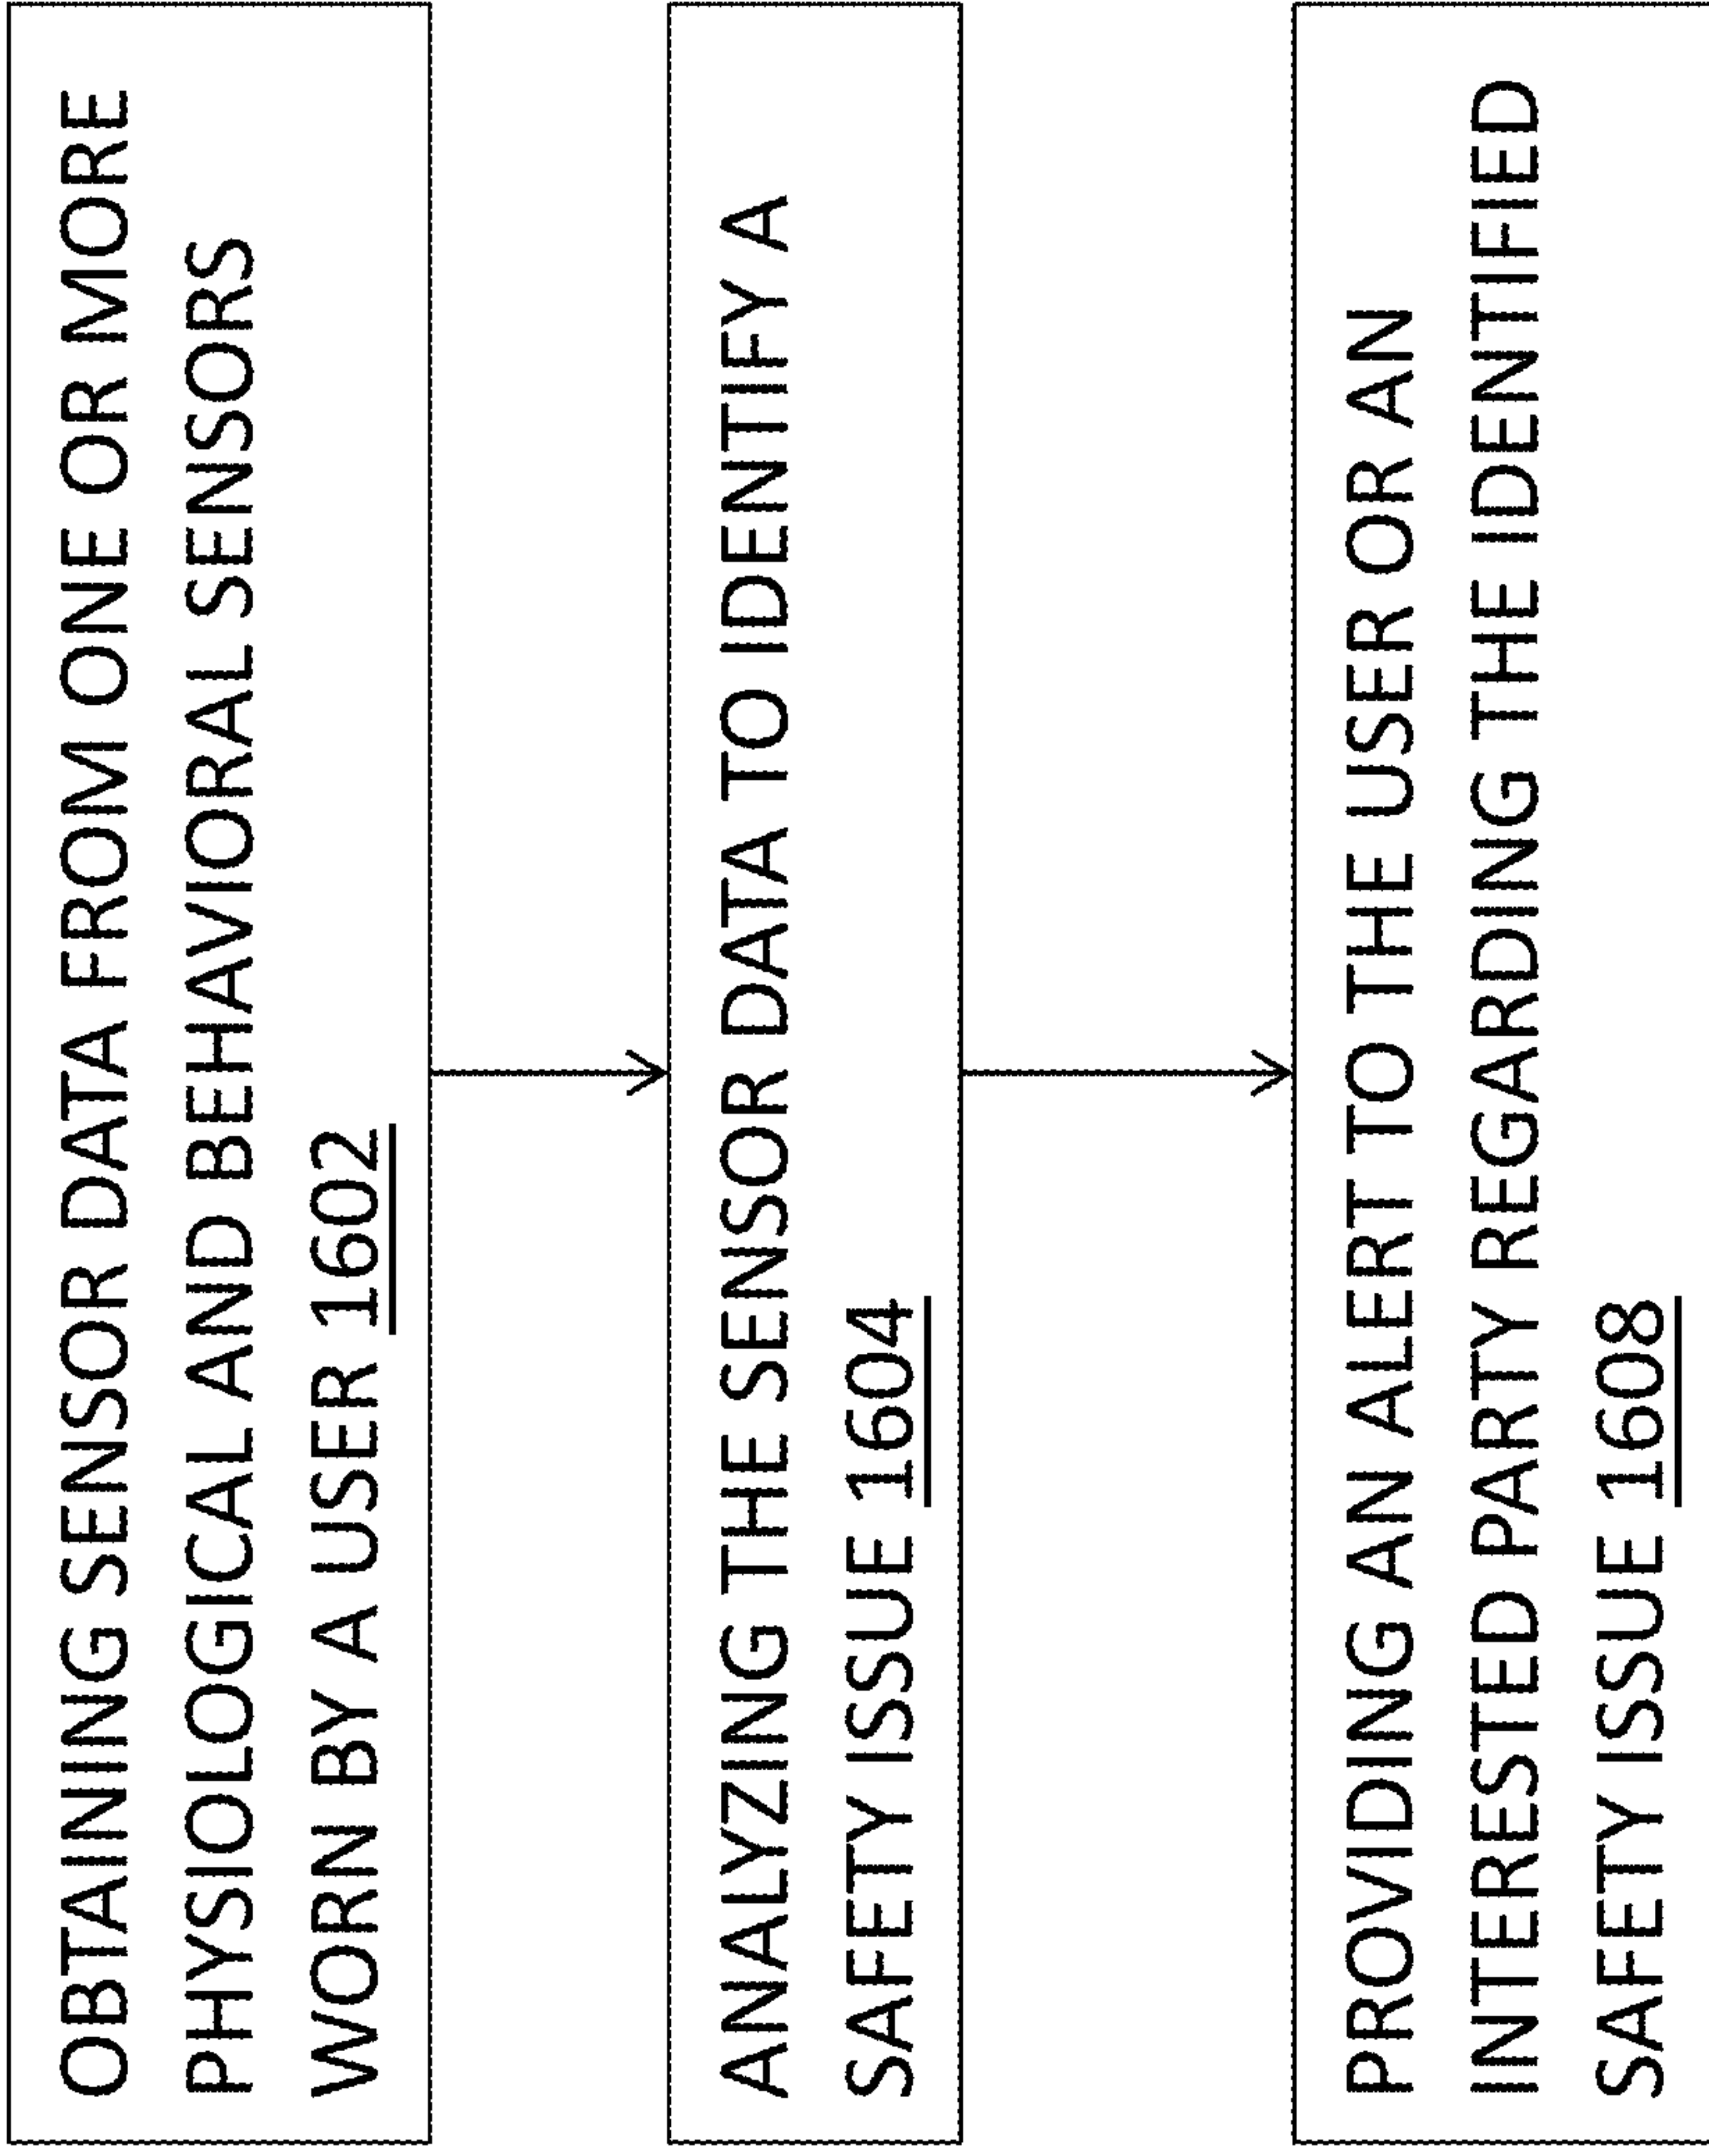 OBTAINING SENSOR DATA FROM ONE OR MORE
PHYSIOLOGICAL AND BEHAVIORAL SENSORS
WORN BY A USER 1602
ANALYZING THE SENSOR DATA TO IDENTIFY A
SAFETY ISSUE 1604
PROVIDING AN ALERT TO THE USER OR AN
INTERESTED PARTY REGARDING THE IDENTIFIED
SAFETY ISSUE 1608